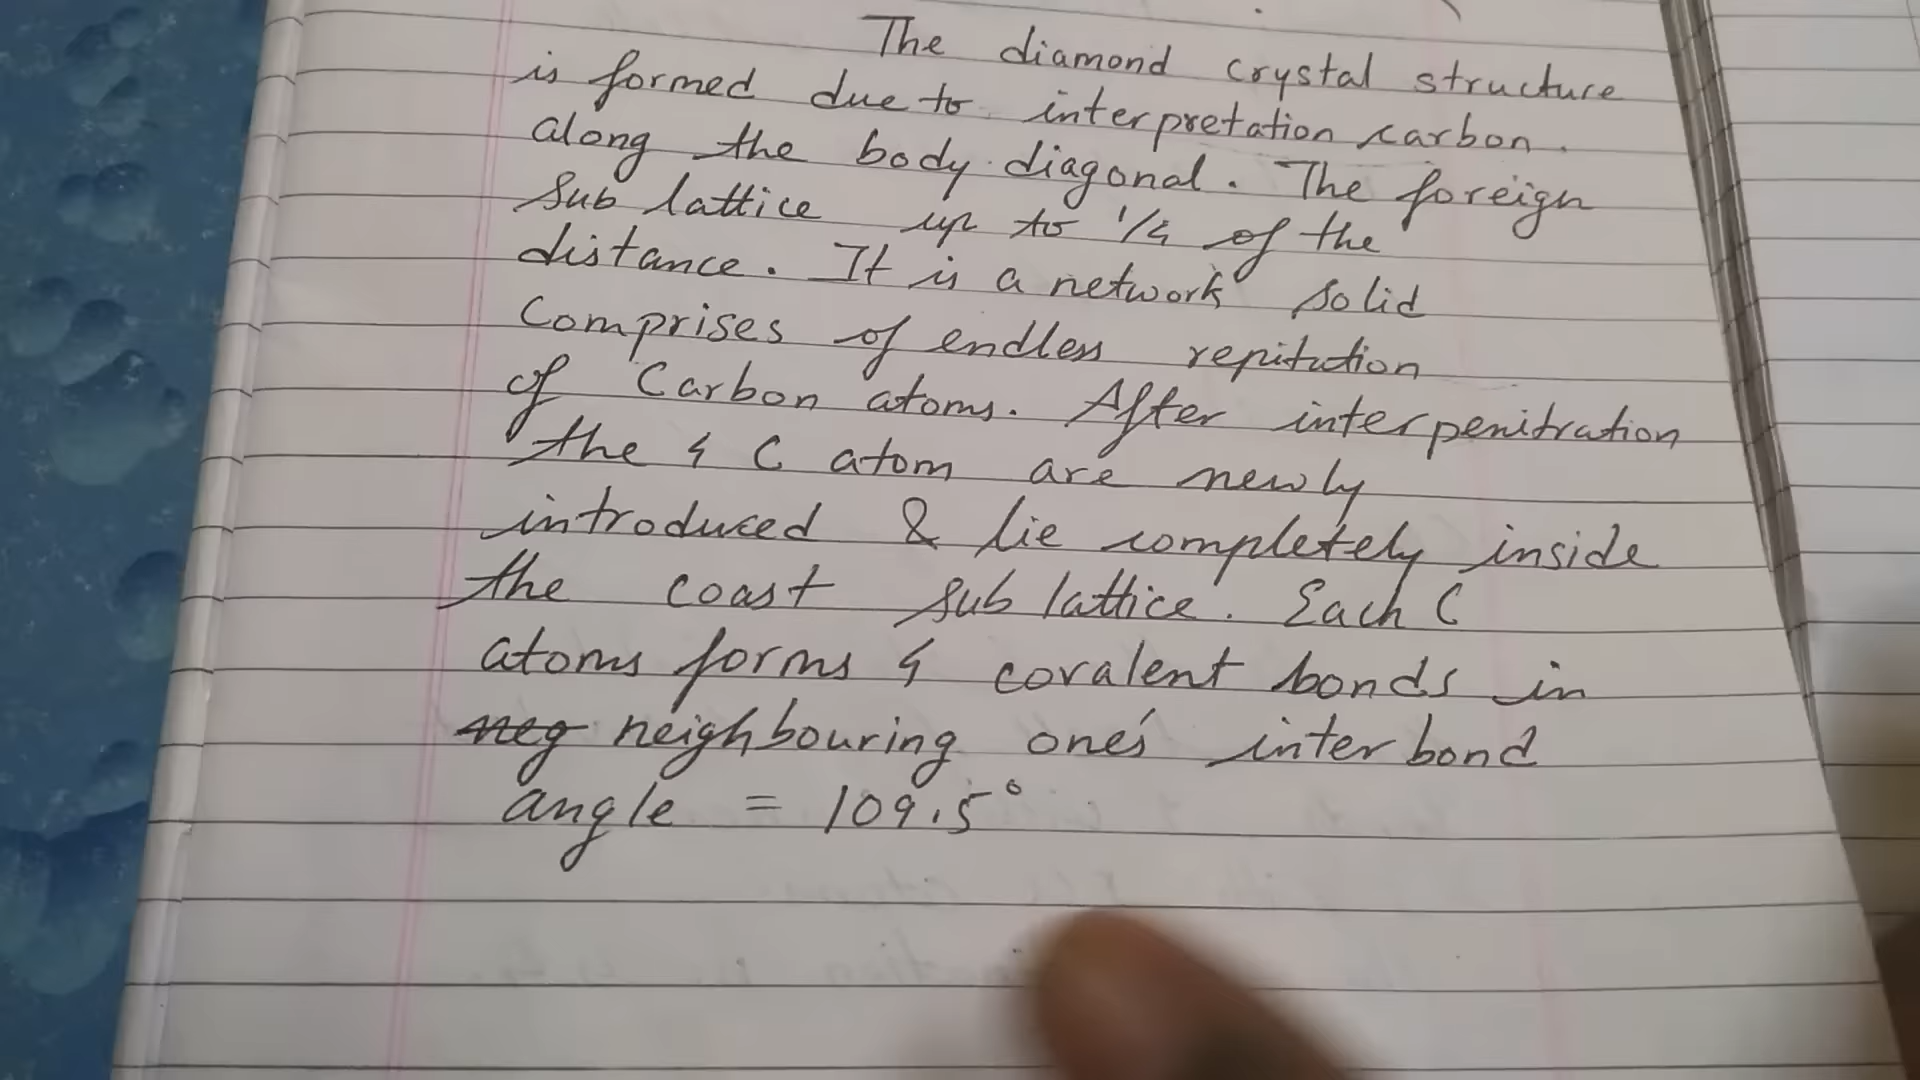 The diamond crystal structure
is formed due to interpretation carbon.
along the body diagonal. The foreign
Sub lattice up to 1/4 of the
distance. It is a network solid
Comprises of endless repitution
of Carbon atoms. After interpenitration
the 4 C atom are newly
introduced & lie completely inside
the coast sub lattice. Each C
atoms forms 4 covalent bonds in
neg neighbouring one's inter bond
angle = 109.5°